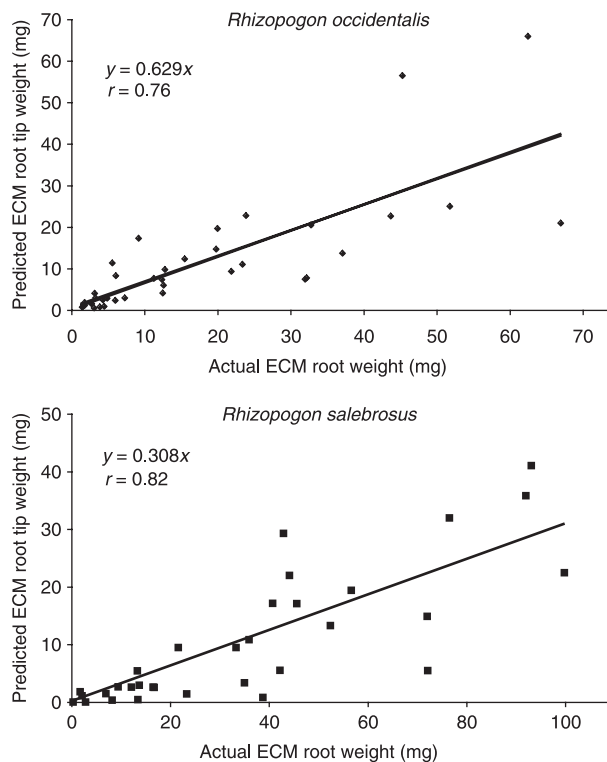 Rhizopogon occidentalis
y = 0.629x
r = 0.76
Predicted ECM root tip weight (mg)
70
60
50
40
30
20
10
0
0 10 20 30 40 50 60 70
Actual ECM root weight (mg)
Rhizopogon salebrosus
y = 0.308x
r = 0.82
Predicted ECM root tip weight (mg)
50
40
30
20
10
0
0 20 40 60 80 100
Actual ECM root weight (mg)